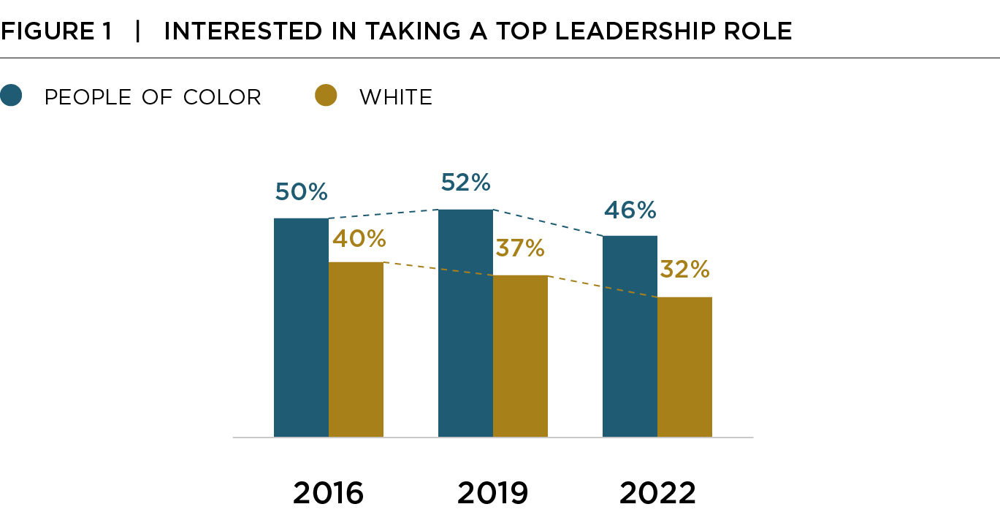 FIGURE 1 | INTERESTED IN TAKING A TOP LEADERSHIP ROLE
PEOPLE OF COLOR WHITE
50% 40% 52% 37% 46% 32%
2016 2019 2022